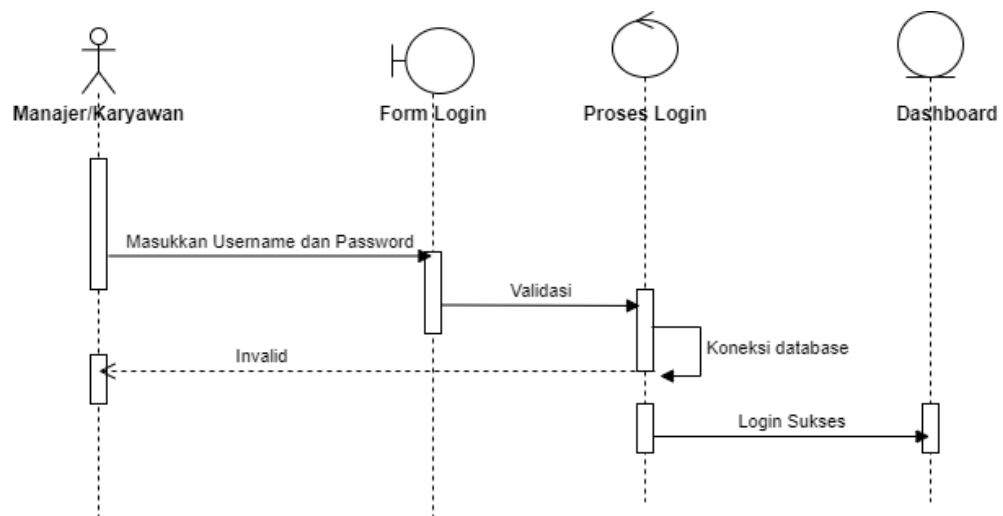 Manajer/Karyawan
Form Login
Proses Login
Dashboard
Masukkan Username dan Password
Validasi
Koneksi database
Invalid
Login Sukses